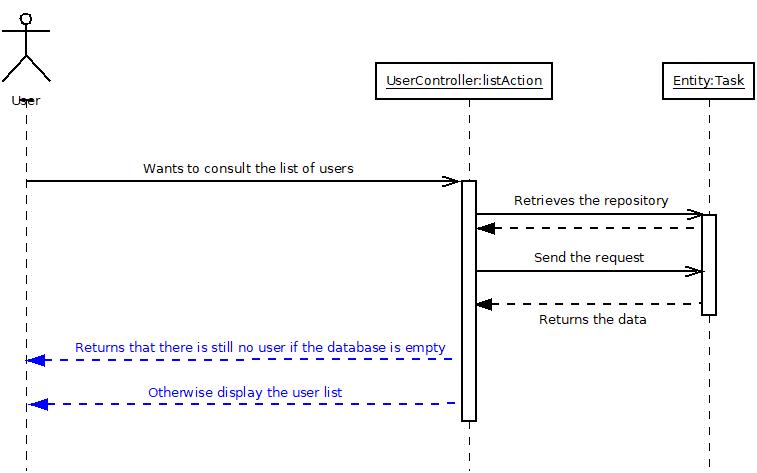 User
UserController:listAction
Entity:Task
Wants to consult the list of users
Retrieves the repository
Send the request
Returns the data
Returns that there is still no user if the database is empty
Otherwise display the user list